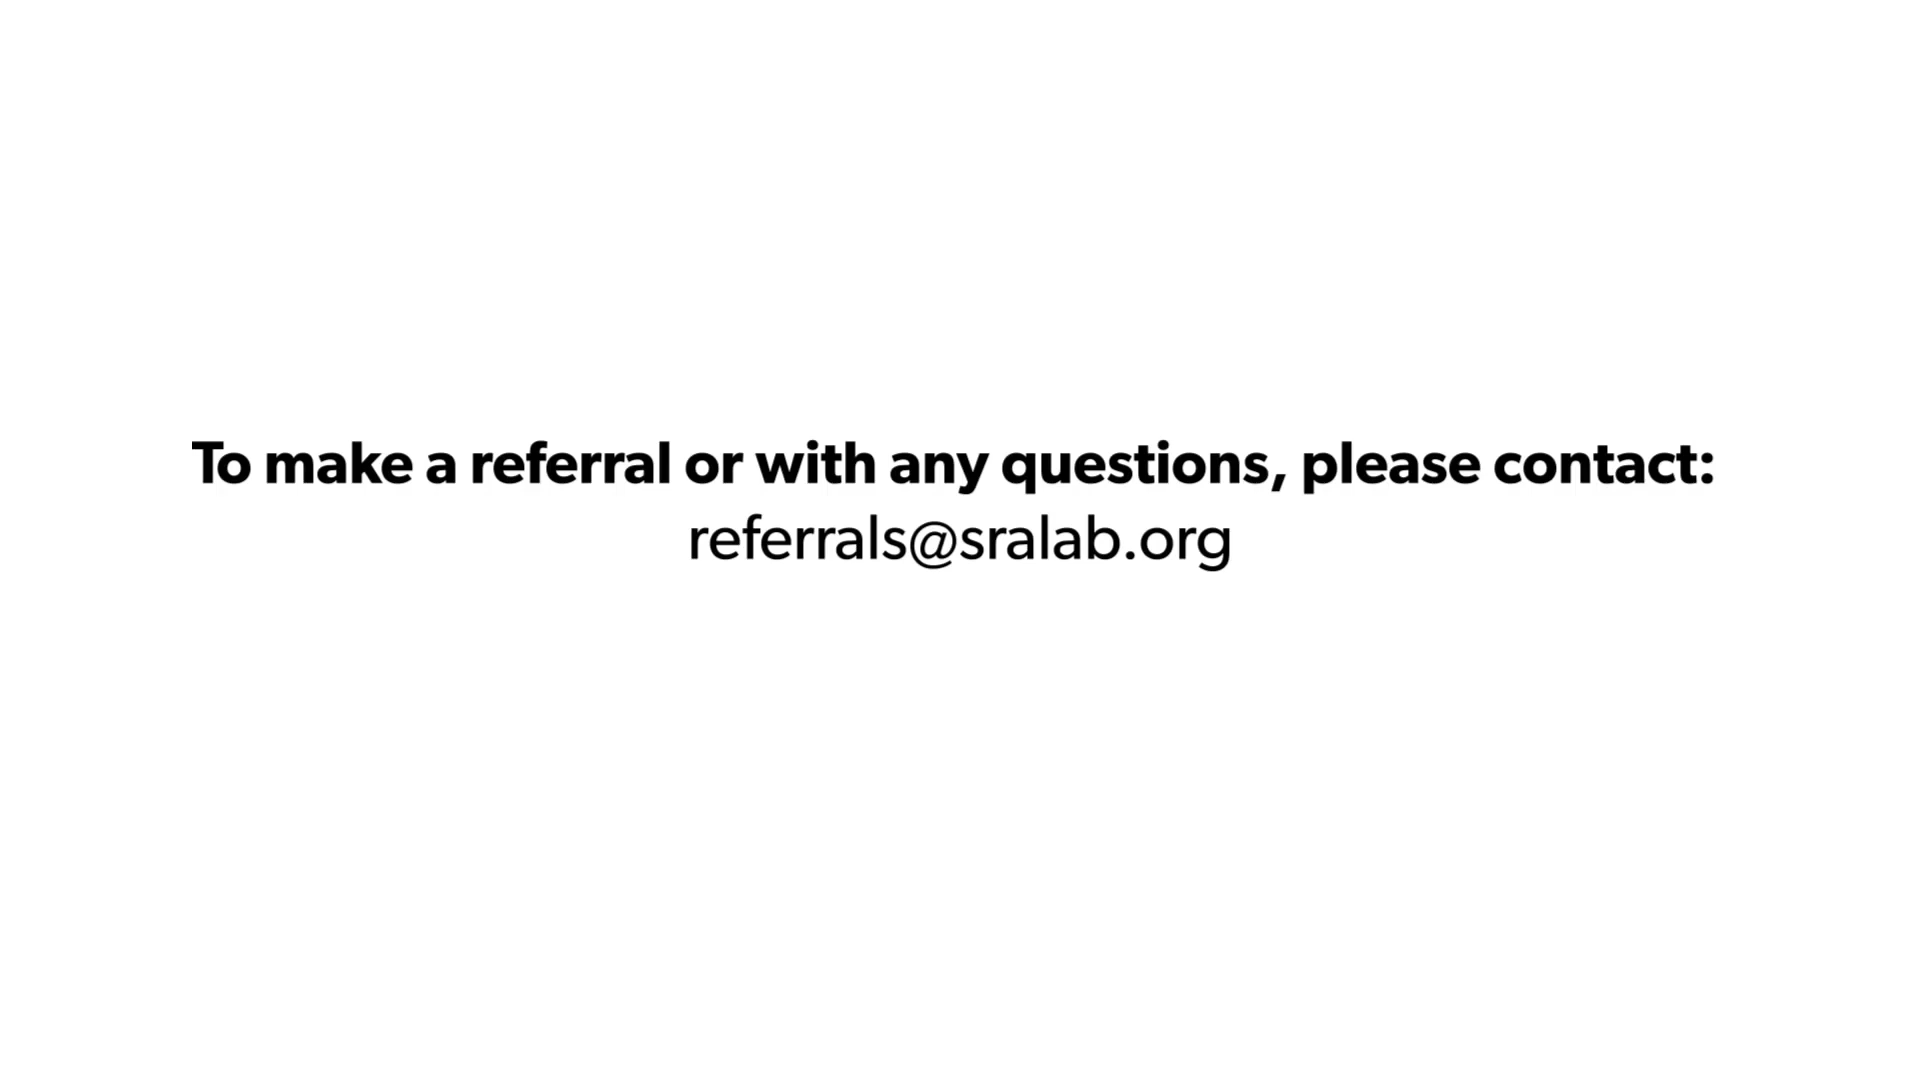 To make a referral or with any questions, please contact:
referrals@sralab.org